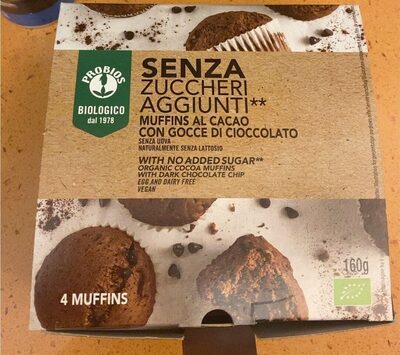 PROBIOS
BIOLOGICO
dal 1978
SENZA
ZUCCHERI
AGGIUNTI**
MUFFINS AL CACAO
CON GOCCE DI CIOCCOLATO
SENZA UOVA
NATURALMENTE SENZA LATTOSIO
WITH NO ADDED SUGAR**
ORGANIC COCOA MUFFINS
WITH DARK CHOCOLATE CHIP
EGG AND DAIRY FREE
VEGAN
160g
4 MUFFINS